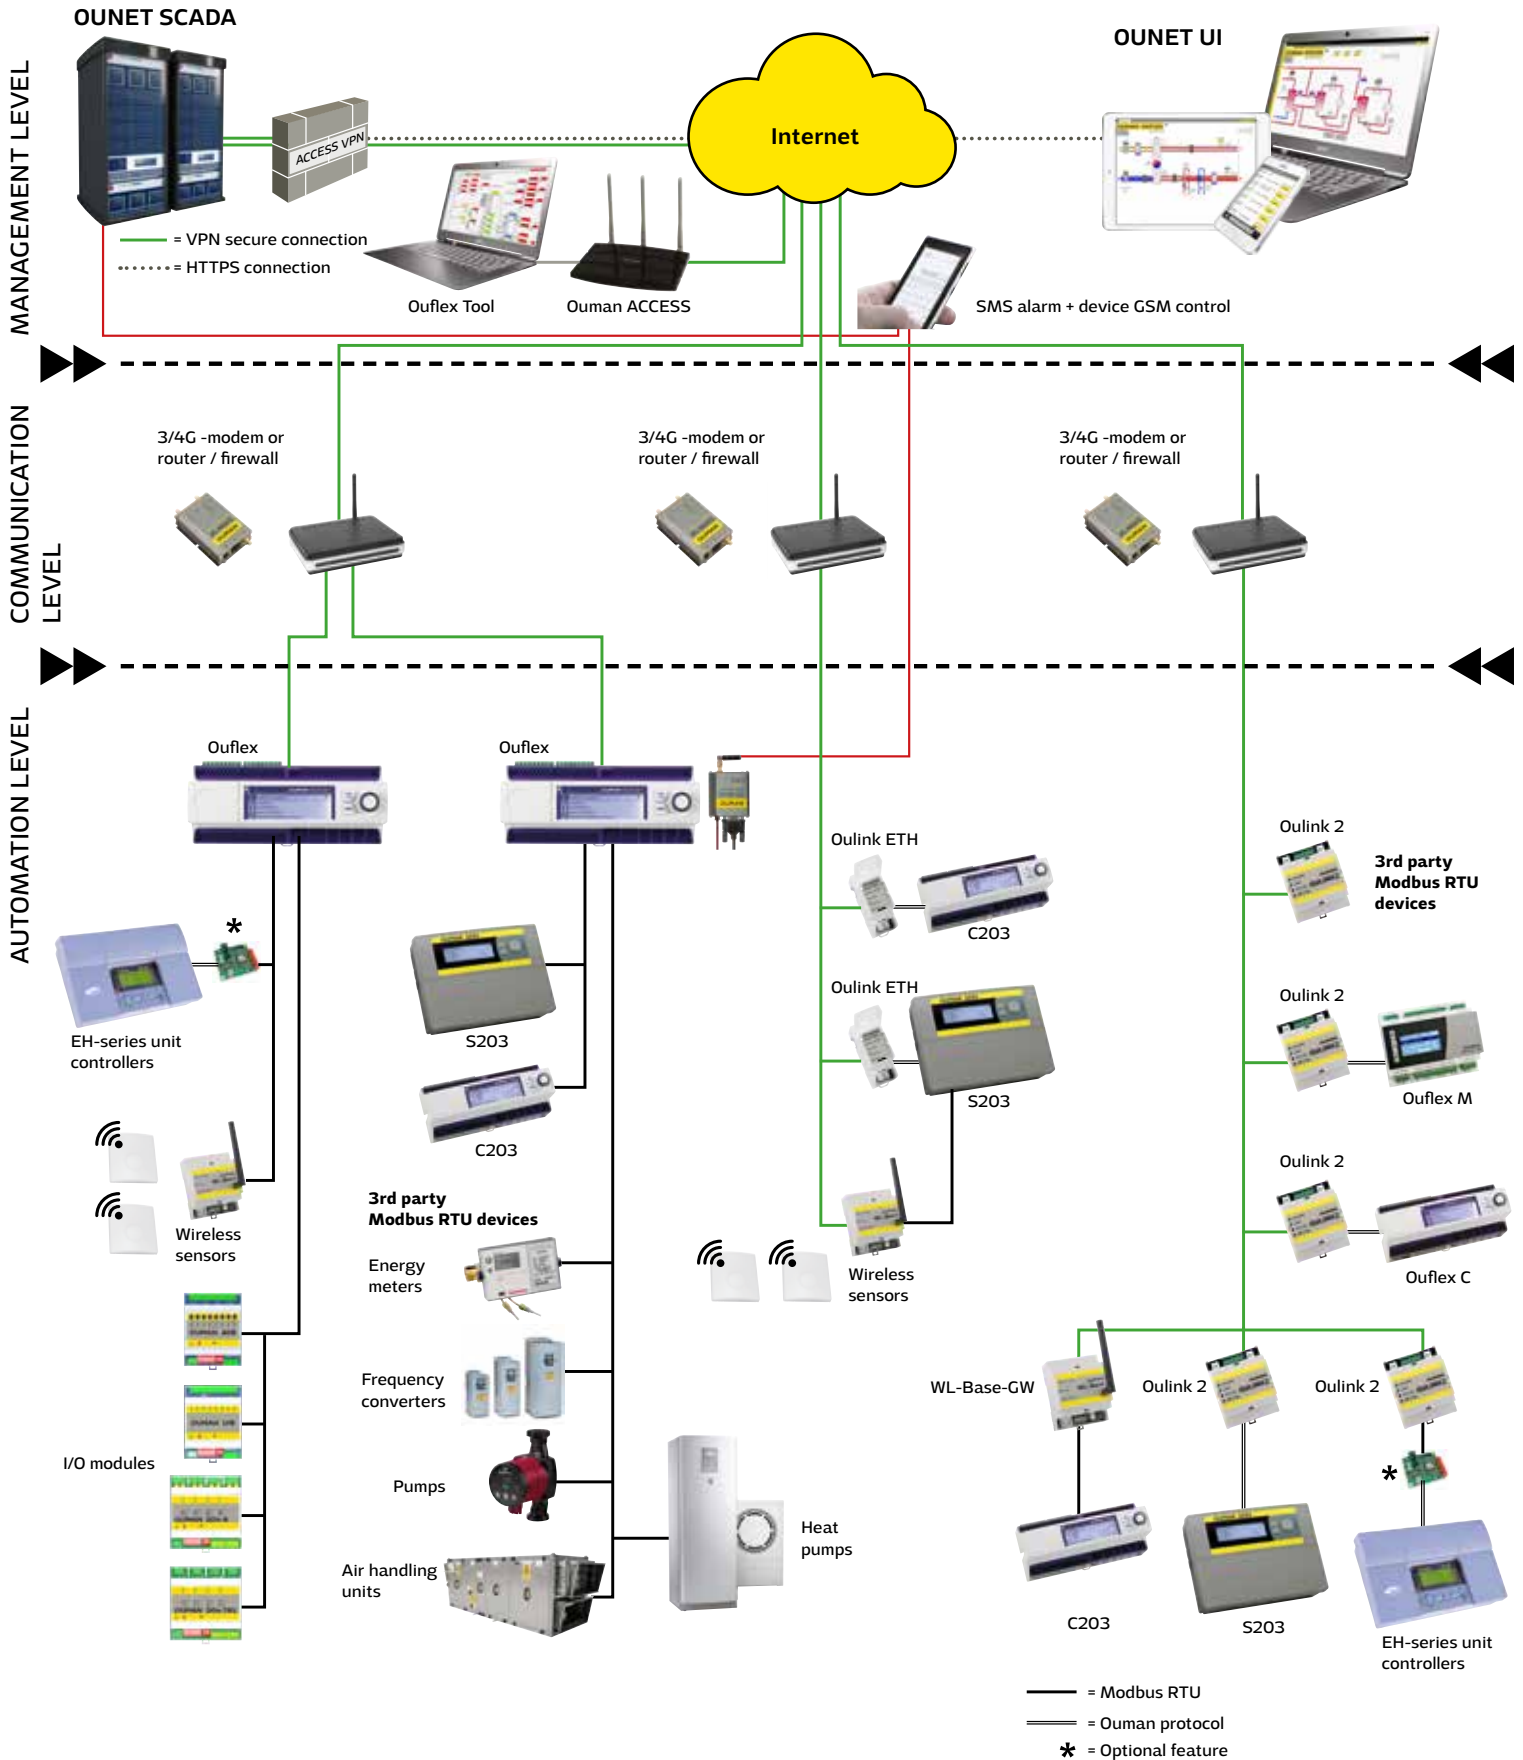 OUNET SCADA
OUNET UI
MANAGEMENT LEVEL
Internet
ACCESS VPN
= VPN secure connection
= HTTPS connection
Ouflex Tool
Ouman ACCESS
SMS alarm + device GSM control
COMMUNICATION
LEVEL
3/4G -modem or
router / firewall
3/4G -modem or
router / firewall
3/4G -modem or
router / firewall
AUTOMATION LEVEL
Ouflex
Ouflex
Oulink ETH
Oulink 2
3rd party
Modbus RTU
devices
*
C203
EH-series unit
controllers
S203
Oulink ETH
Oulink 2
S203
Ouflex M
C203
Oulink 2
Wireless
sensors
3rd party
Modbus RTU devices
Energy
meters
Wireless
sensors
Ouflex C
I/O modules
Frequency
converters
WL-Base-GW
Oulink 2
Oulink 2
Pumps
*
Heat
pumps
Air handling
units
C203
S203
EH-series unit
controllers
= Modbus RTU
= Ouman protocol
* = Optional feature